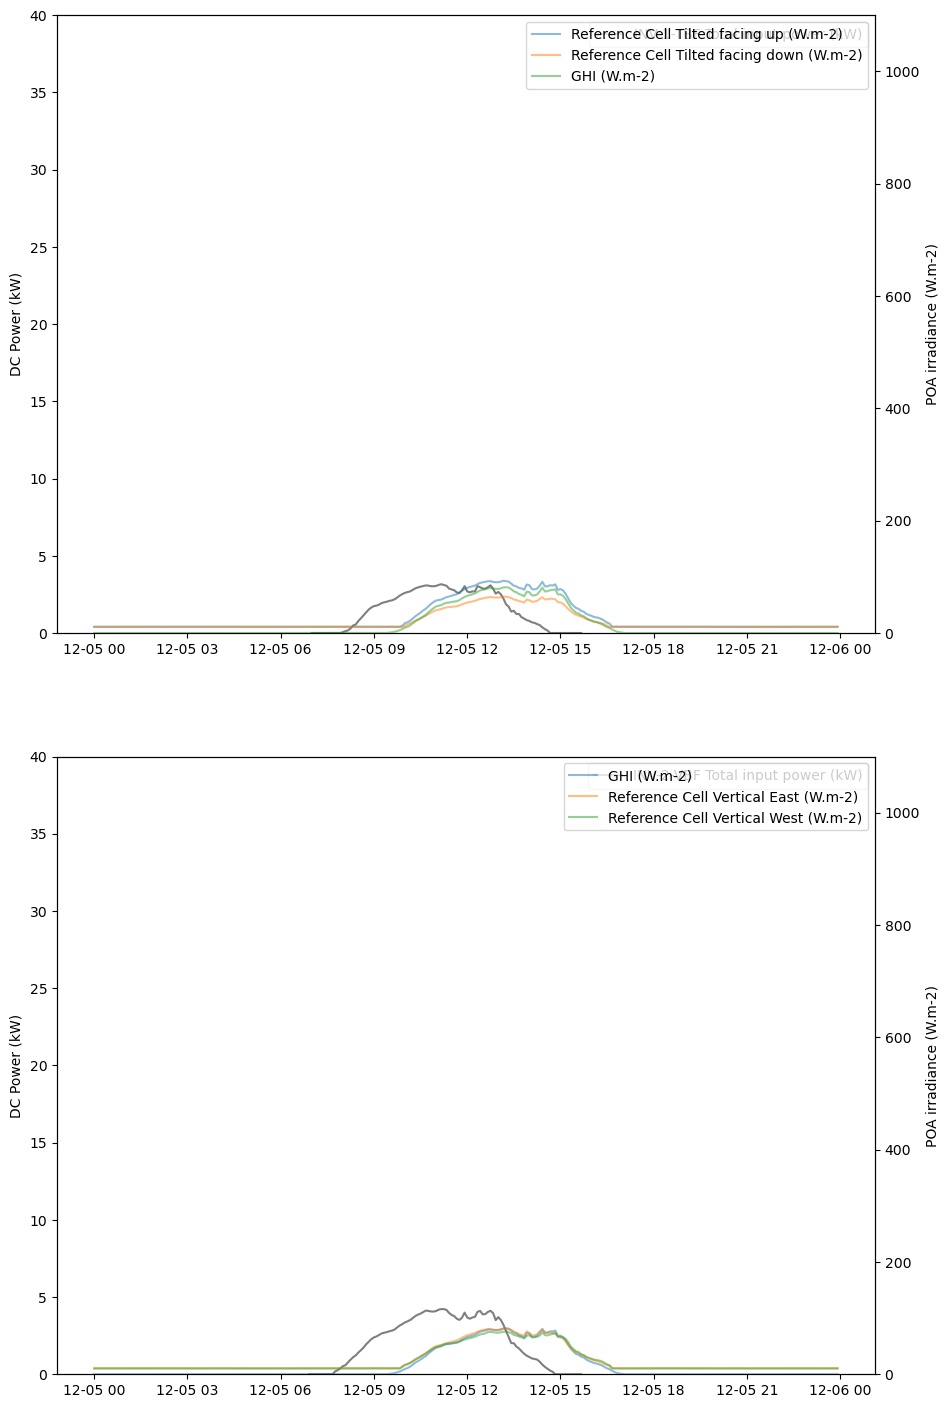 40
35
30
25
20
15
10
5
0
DC Power (kW)
Reference Cell Tilted facing up (W.m-2)
Reference Cell Tilted facing down (W.m-2)
GHI (W.m-2)
1000
800
600
400
200
0
POA irradiance (W.m-2)
12-05 00 12-05 03 12-05 06 12-05 09 12-05 12 12-05 15 12-05 18 12-05 21 12-06 00
40
35
30
25
20
15
10
5
0
DC Power (kW)
GHI (W.m-2)
Total input power (kW)
Reference Cell Vertical East (W.m-2)
Reference Cell Vertical West (W.m-2)
1000
800
600
400
200
0
POA irradiance (W.m-2)
12-05 00 12-05 03 12-05 06 12-05 09 12-05 12 12-05 15 12-05 18 12-05 21 12-06 00